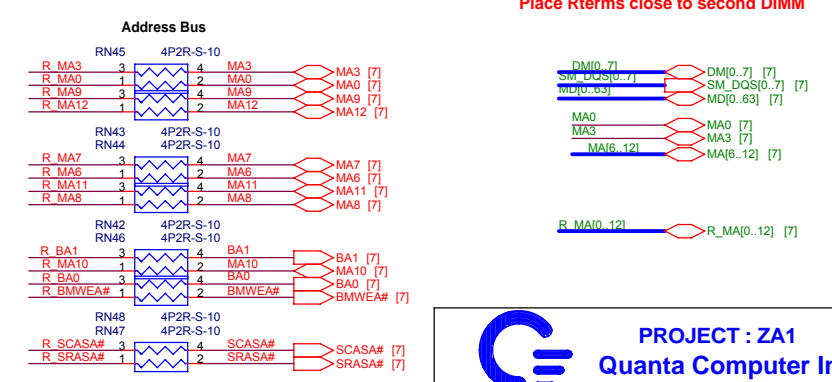 Place Rterms close to second DIMM
Address Bus
RN45 4P2R-S-10
R_MA3 3 4 MA3 MA3 [7]
R_MA0 1 2 MA0 MA0 [7]
R_MA9 3 4 MA9 MA9 [7]
R_MA12 1 2 MA12 MA12 [7]
RN43 4P2R-S-10
RN44 4P2R-S-10
R_MA7 3 4 MA7 MA7 [7]
R_MA6 1 2 MA6 MA6 [7]
R_MA11 3 4 MA11 MA11 [7]
R_MA8 1 2 MA8 MA8 [7]
RN42 4P2R-S-10
RN46 4P2R-S-10
R_BA1 3 4 BA1 BA1 [7]
R_MA10 1 2 MA10 MA10 [7]
R_BA0 3 4 BA0 BA0 [7]
R_BMWEA# 1 2 BMWEA# BMWEA# [7]
RN48 4P2R-S-10
RN47 4P2R-S-10
R_SCASA# 3 4 SCASA# SCASA# [7]
R_SRASA# 1 2 SRASA# SRASA# [7]
DM[0..7] DM[0..7] [7]
SM_DQS[0..7] SM_DQS[0..7] [7]
MD[0..63] MD[0..63] [7]
MA0 MA0 [7]
MA3 MA3 [7]
MA[6..12] MA[6..12] [7]
R_MA[0..12] R_MA[0..12] [7]
PROJECT : ZA1
Quanta Computer In